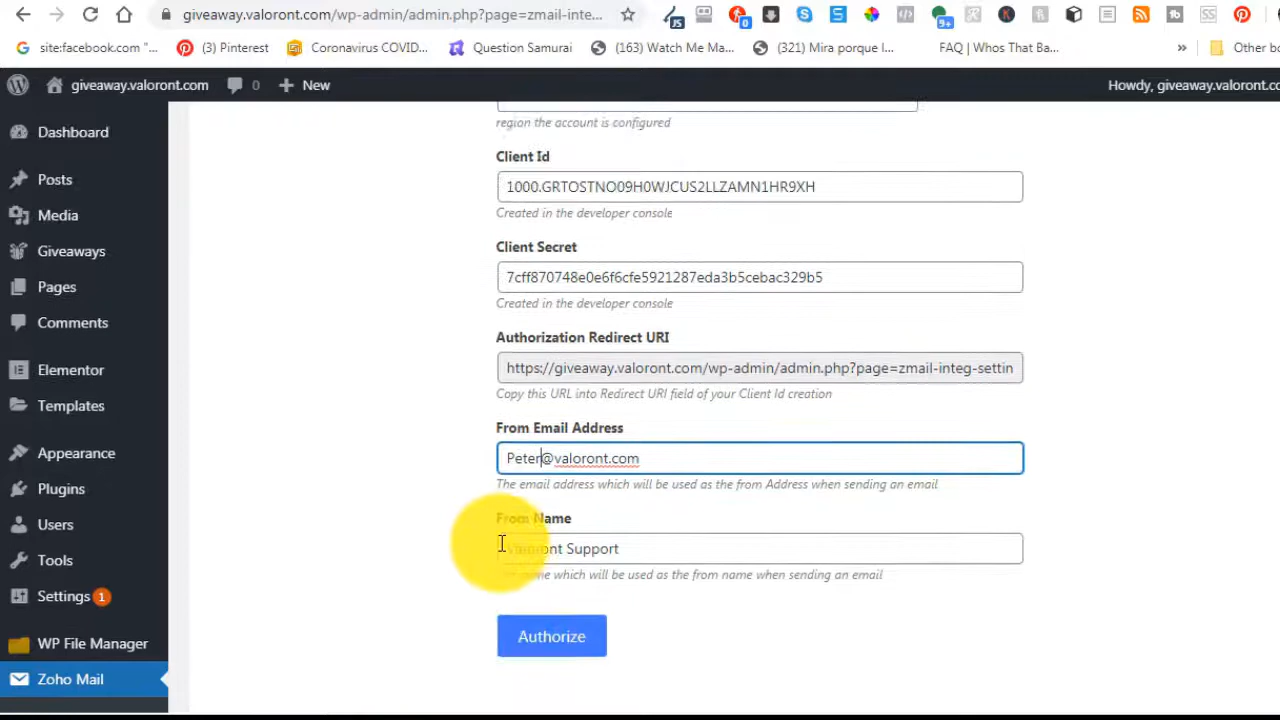 giveaway.valoront.com/wp-admin/admin.php?page=zmail-inte...
JS
0
9+
site:facebook.com "...
(3) Pinterest
Coronavirus COVID...
Question Samurai
(163) Watch Me Ma...
(321) Mira porque l...
FAQ | Whos That Ba...
»
Other bo
giveaway.valoront.com
0
New
Howdy, giveaway.valoront.co
Dashboard
Posts
Media
Giveaways
Pages
Comments
Elementor
Templates
Appearance
Plugins
Users
Tools
Settings 1
WP File Manager
Zoho Mail
region the account is configured
Client Id
1000.GRTOSTNO09H0WJCUS2LLZAMN1HR9XH
Created in the developer console
Client Secret
7cff870748e0e6f6cfe5921287eda3b5cebac329b5
Created in the developer console
Authorization Redirect URI
https://giveaway.valoront.com/wp-admin/admin.php?page=zmail-integ-settin
Copy this URL into Redirect URI field of your Client Id creation
From Email Address
Peter@valoront.com
The email address which will be used as the from Address when sending an email
From Name
Support
name which will be used as the from name when sending an email
Authorize